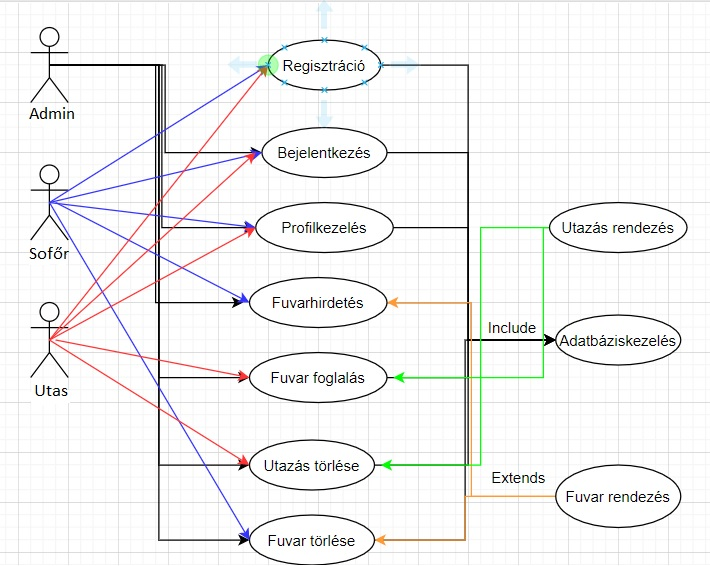 Admin
Sofőr
Utas
Regisztráció
Bejelentkezés
Profilkezelés
Fuvarhirdetés
Fuvar foglalás
Utazás törlése
Fuvar törlése
Utazás rendezés
Include
Adatbáziskezelés
Extends
Fuvar rendezés